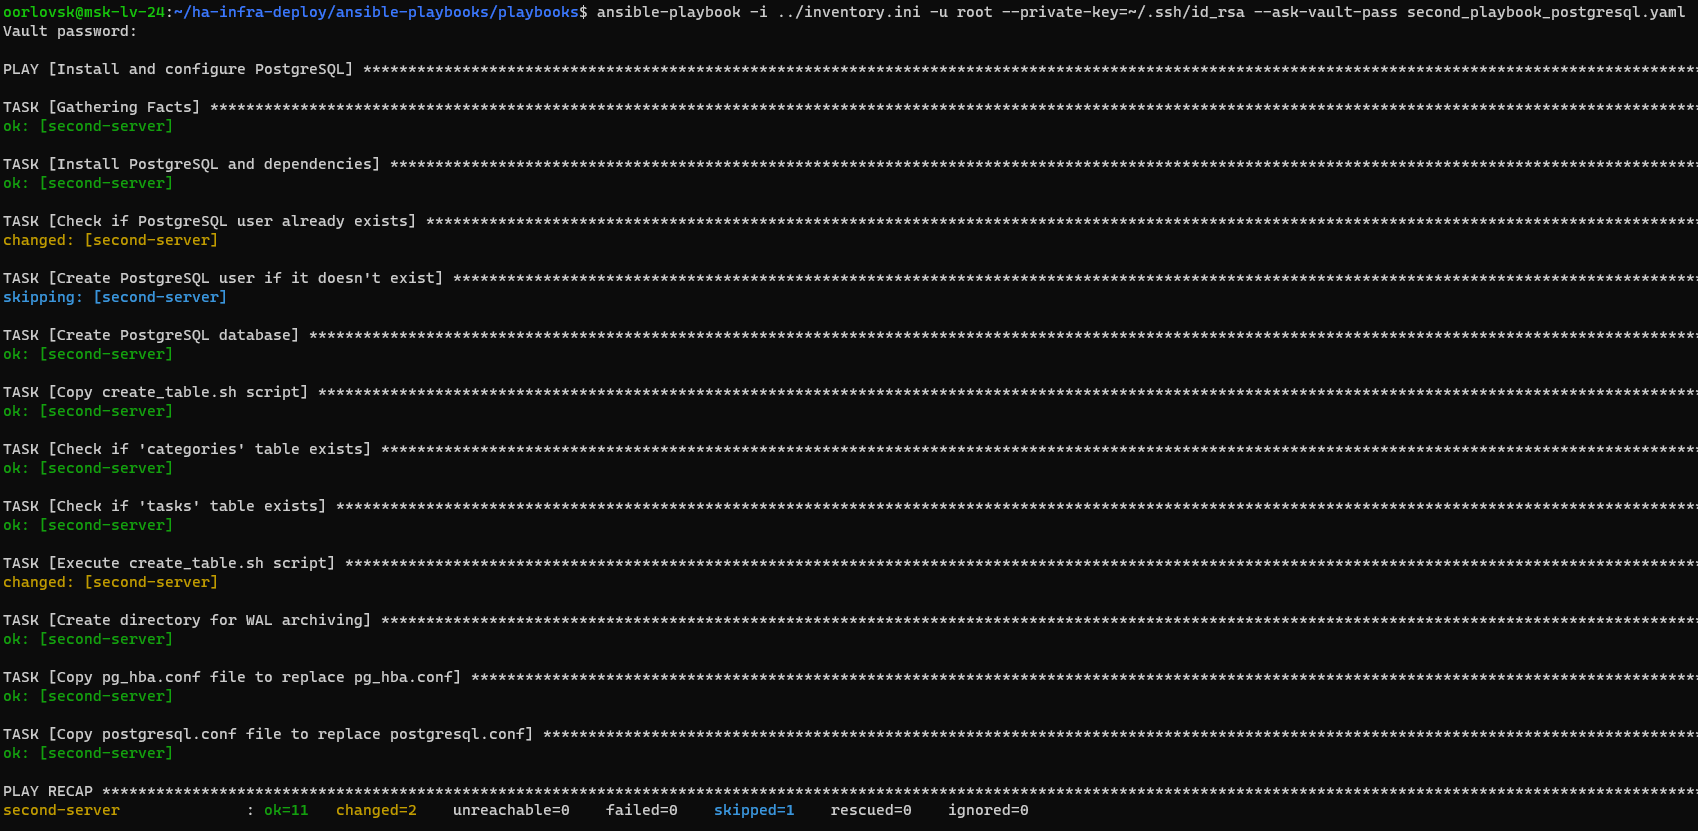 oorlovsk@msk-lv-24:~/ha-infra-deploy/ansible-playbooks/playbooks$ ansible-playbook -i ../inventory.ini -u root --private-key=~/.ssh/id_rsa --ask-vault-pass second_playbook_postgresql.yaml
Vault password:
PLAY [Install and configure PostgreSQL] ****************************************************************************************************************************************************
TASK [Gathering Facts] *********************************************************************************************************************************************************************
ok: [second-server]
TASK [Install PostgreSQL and dependencies] *************************************************************************************************************************************************
ok: [second-server]
TASK [Check if PostgreSQL user already exists] *********************************************************************************************************************************************
changed: [second-server]
TASK [Create PostgreSQL user if it doesn't exist] ******************************************************************************************************************************************
skipping: [second-server]
TASK [Create PostgreSQL database] **********************************************************************************************************************************************************
ok: [second-server]
TASK [Copy create_table.sh script] *********************************************************************************************************************************************************
ok: [second-server]
TASK [Check if 'categories' table exists] **************************************************************************************************************************************************
ok: [second-server]
TASK [Check if 'tasks' table exists] *******************************************************************************************************************************************************
ok: [second-server]
TASK [Execute create_table.sh script] ******************************************************************************************************************************************************
changed: [second-server]
TASK [Create directory for WAL archiving] **************************************************************************************************************************************************
ok: [second-server]
TASK [Copy pg_hba.conf file to replace pg_hba.conf] ****************************************************************************************************************************************
ok: [second-server]
TASK [Copy postgresql.conf file to replace postgresql.conf] ********************************************************************************************************************************
ok: [second-server]
PLAY RECAP *********************************************************************************************************************************************************************************
second-server              : ok=11   changed=2    unreachable=0    failed=0    skipped=1    rescued=0    ignored=0